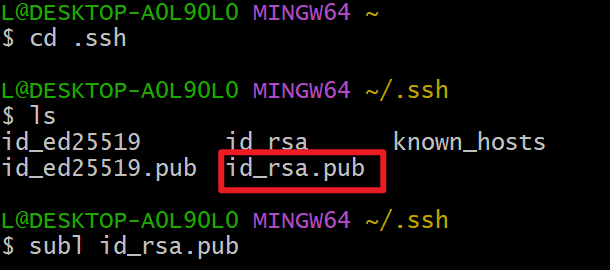 L@DESKTOP-A0L90L0 MINGW64 ~
$ cd .ssh
L@DESKTOP-A0L90L0 MINGW64 ~/.ssh
$ ls
id_ed25519 id_rsa known_hosts
id_ed25519.pub id_rsa.pub
L@DESKTOP-A0L90L0 MINGW64 ~/.ssh
$ subl id_rsa.pub